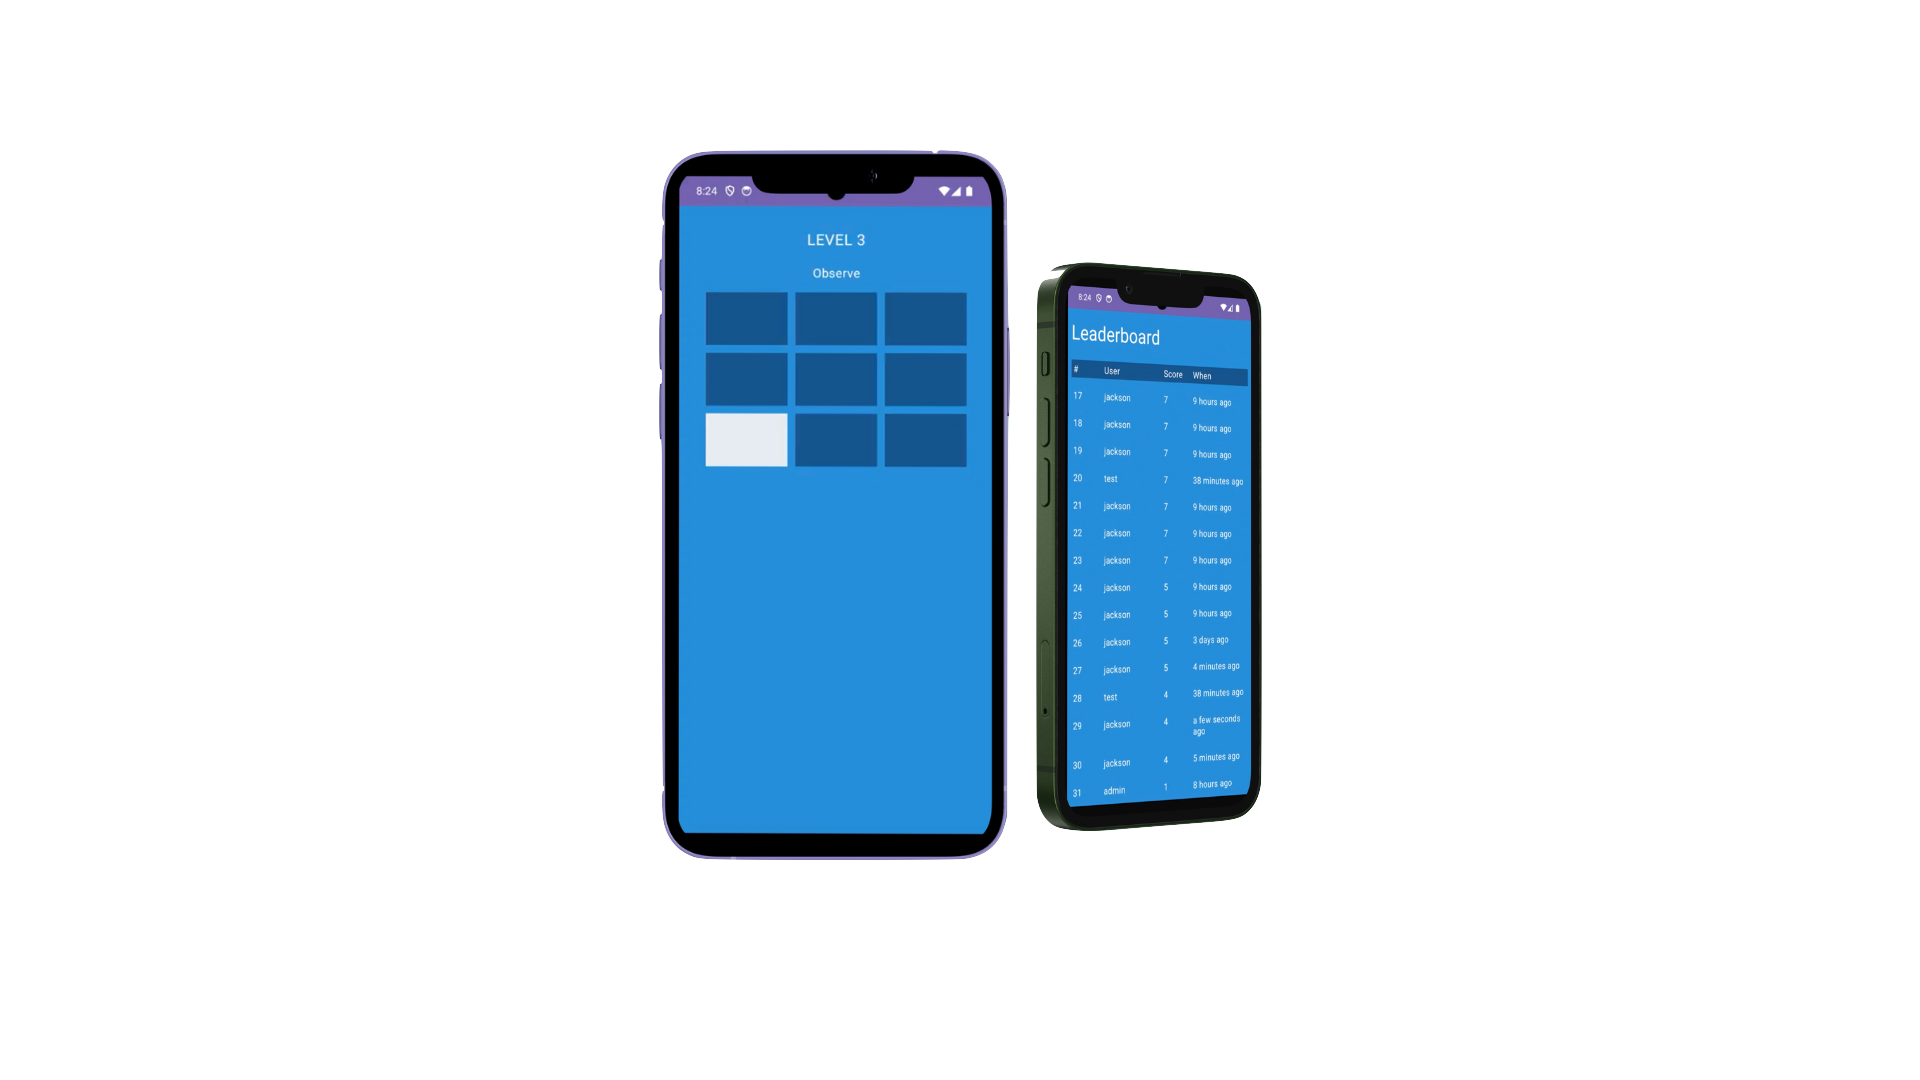 8:24
LEVEL 3
Observe
8:24
Leaderboard
# User Score When
17 jackson 7 9 hours ago
18 jackson 7 9 hours ago
19 jackson 7 9 hours ago
20 test 7 38 minutes ago
21 jackson 7 9 hours ago
22 jackson 7 9 hours ago
23 jackson 7 9 hours ago
24 jackson 5 9 hours ago
25 jackson 5 9 hours ago
26 jackson 5 3 days ago
27 jackson 5 4 minutes ago
28 test 4 38 minutes ago
29 jackson 4 a few seconds
ago
30 jackson 4 5 minutes ago
31 admin 1 8 hours ago